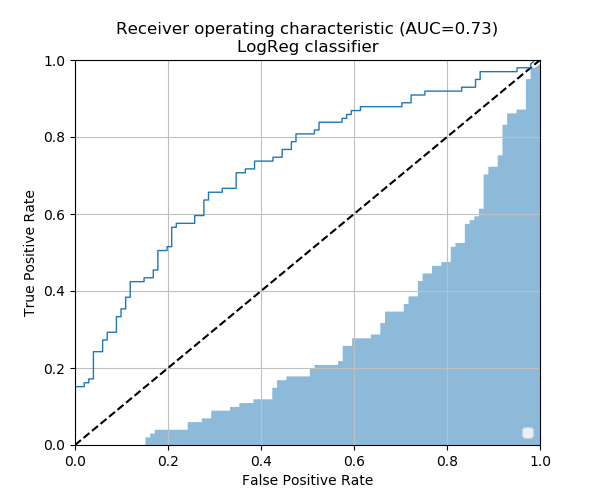 Receiver operating characteristic (AUC=0.73)
LogReg classifier
1.0
0.8
0.6
0.4
0.2
0.0
True Positive Rate
0.0 0.2 0.4 0.6 0.8 1.0
False Positive Rate